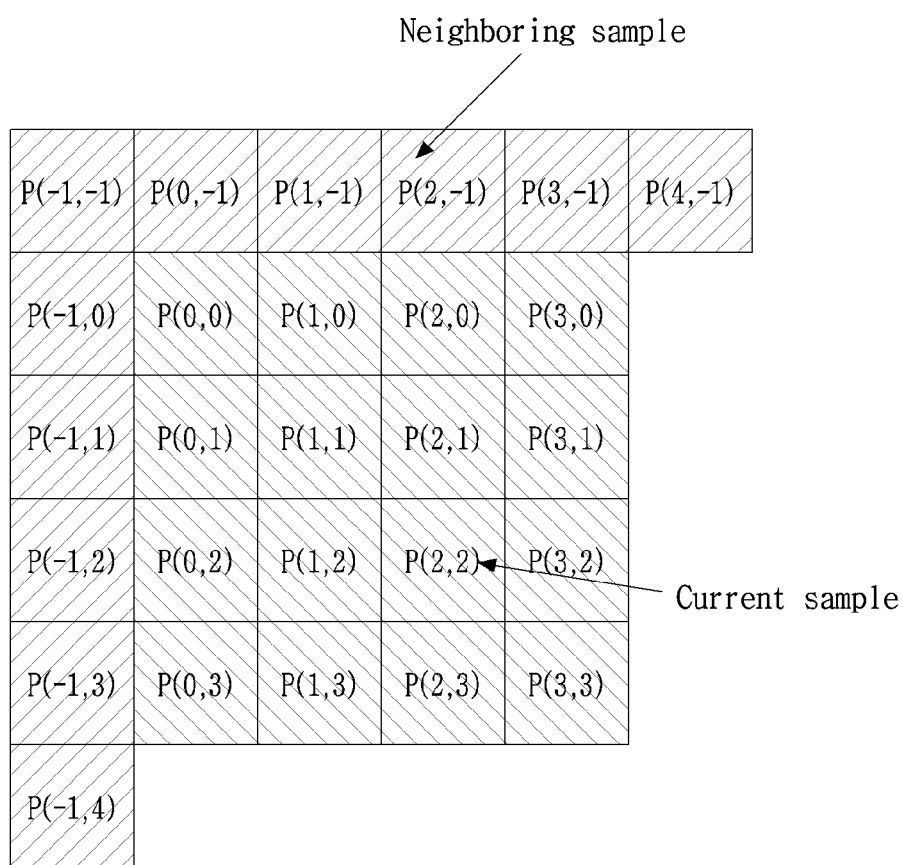 Neighboring sample
P(-1,-1) P(0,-1) P(1,-1) P(2,-1) P(3,-1) P(4,-1)
P(-1,0) P(0,0) P(1,0) P(2,0) P(3,0)
P(-1,1) P(0,1) P(1,1) P(2,1) P(3,1)
P(-1,2) P(0,2) P(1,2) P(2,2) P(3,2)
Current sample
P(-1,3) P(0,3) P(1,3) P(2,3) P(3,3)
P(-1,4)